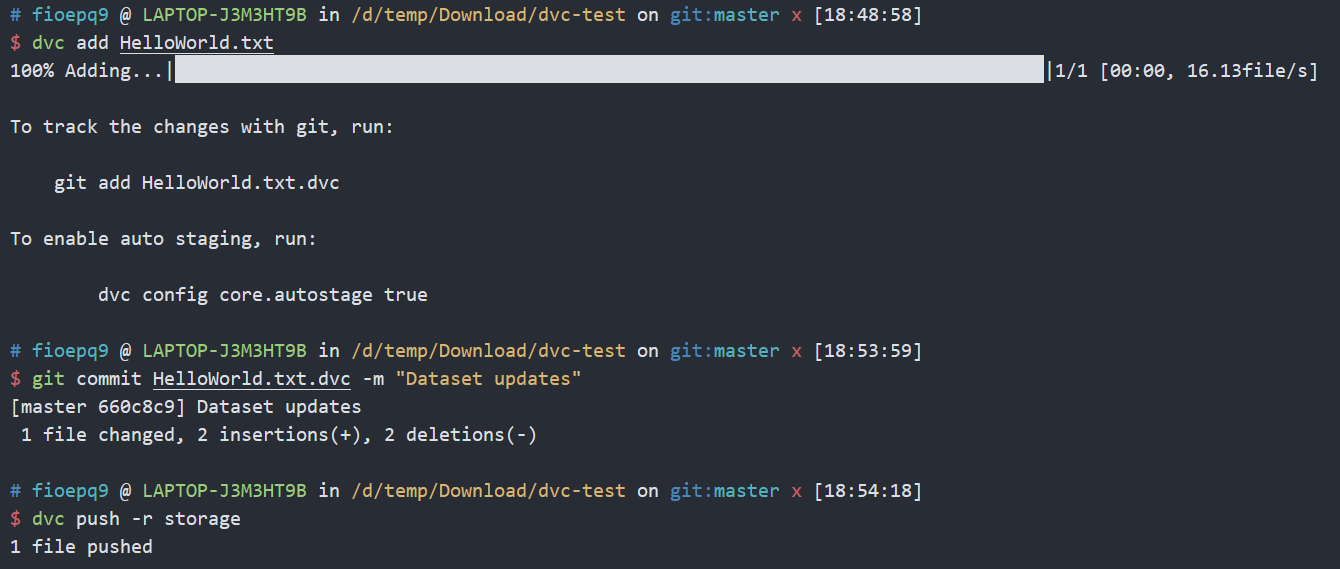 # fioepq9 @ LAPTOP-J3M3HT9B in /d/temp/Download/dvc-test on git:master x [18:48:58]
$ dvc add HelloWorld.txt
100% Adding...| |1/1 [00:00, 16.13file/s]
To track the changes with git, run:
git add HelloWorld.txt.dvc
To enable auto staging, run:
dvc config core.autostage true
# fioepq9 @ LAPTOP-J3M3HT9B in /d/temp/Download/dvc-test on git:master x [18:53:59]
$ git commit HelloWorld.txt.dvc -m "Dataset updates"
[master 660c8c9] Dataset updates
1 file changed, 2 insertions(+), 2 deletions(-)
# fioepq9 @ LAPTOP-J3M3HT9B in /d/temp/Download/dvc-test on git:master x [18:54:18]
$ dvc push -r storage
1 file pushed